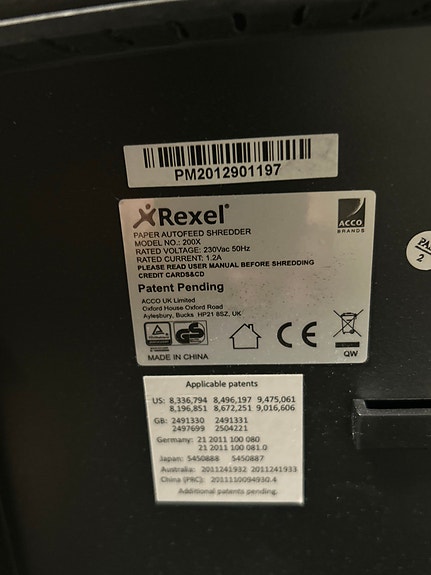 PM2012901197
Rexel®
ACCO
BRANDS
PAPER AUTOFEED SHREDDER
MODEL NO.: 200X
RATED VOLTAGE: 230Vac 50Hz
RATED CURRENT: 1.2A
PLEASE READ USER MANUAL BEFORE SHREDDING
CREDIT CARDS&CD
Patent Pending
ACCO UK Limited
Oxford House Oxford Road
Aylesbury, Bucks HP21 8SZ, UK
GS
CE
QW
MADE IN CHINA
Applicable patents
US: 8,336,794 8,496,197 9,475,061
8,196,851 8,672,251 9,016,606
GB: 2491330 2491331
2497699 2504221
Germany: 21 2011 100 080
21 2011 100 081.0
Japan: 5450888 5450887
Australia: 2011241932 2011241933
China (PRC): 2011110094930.4
Additional patents pending.
2